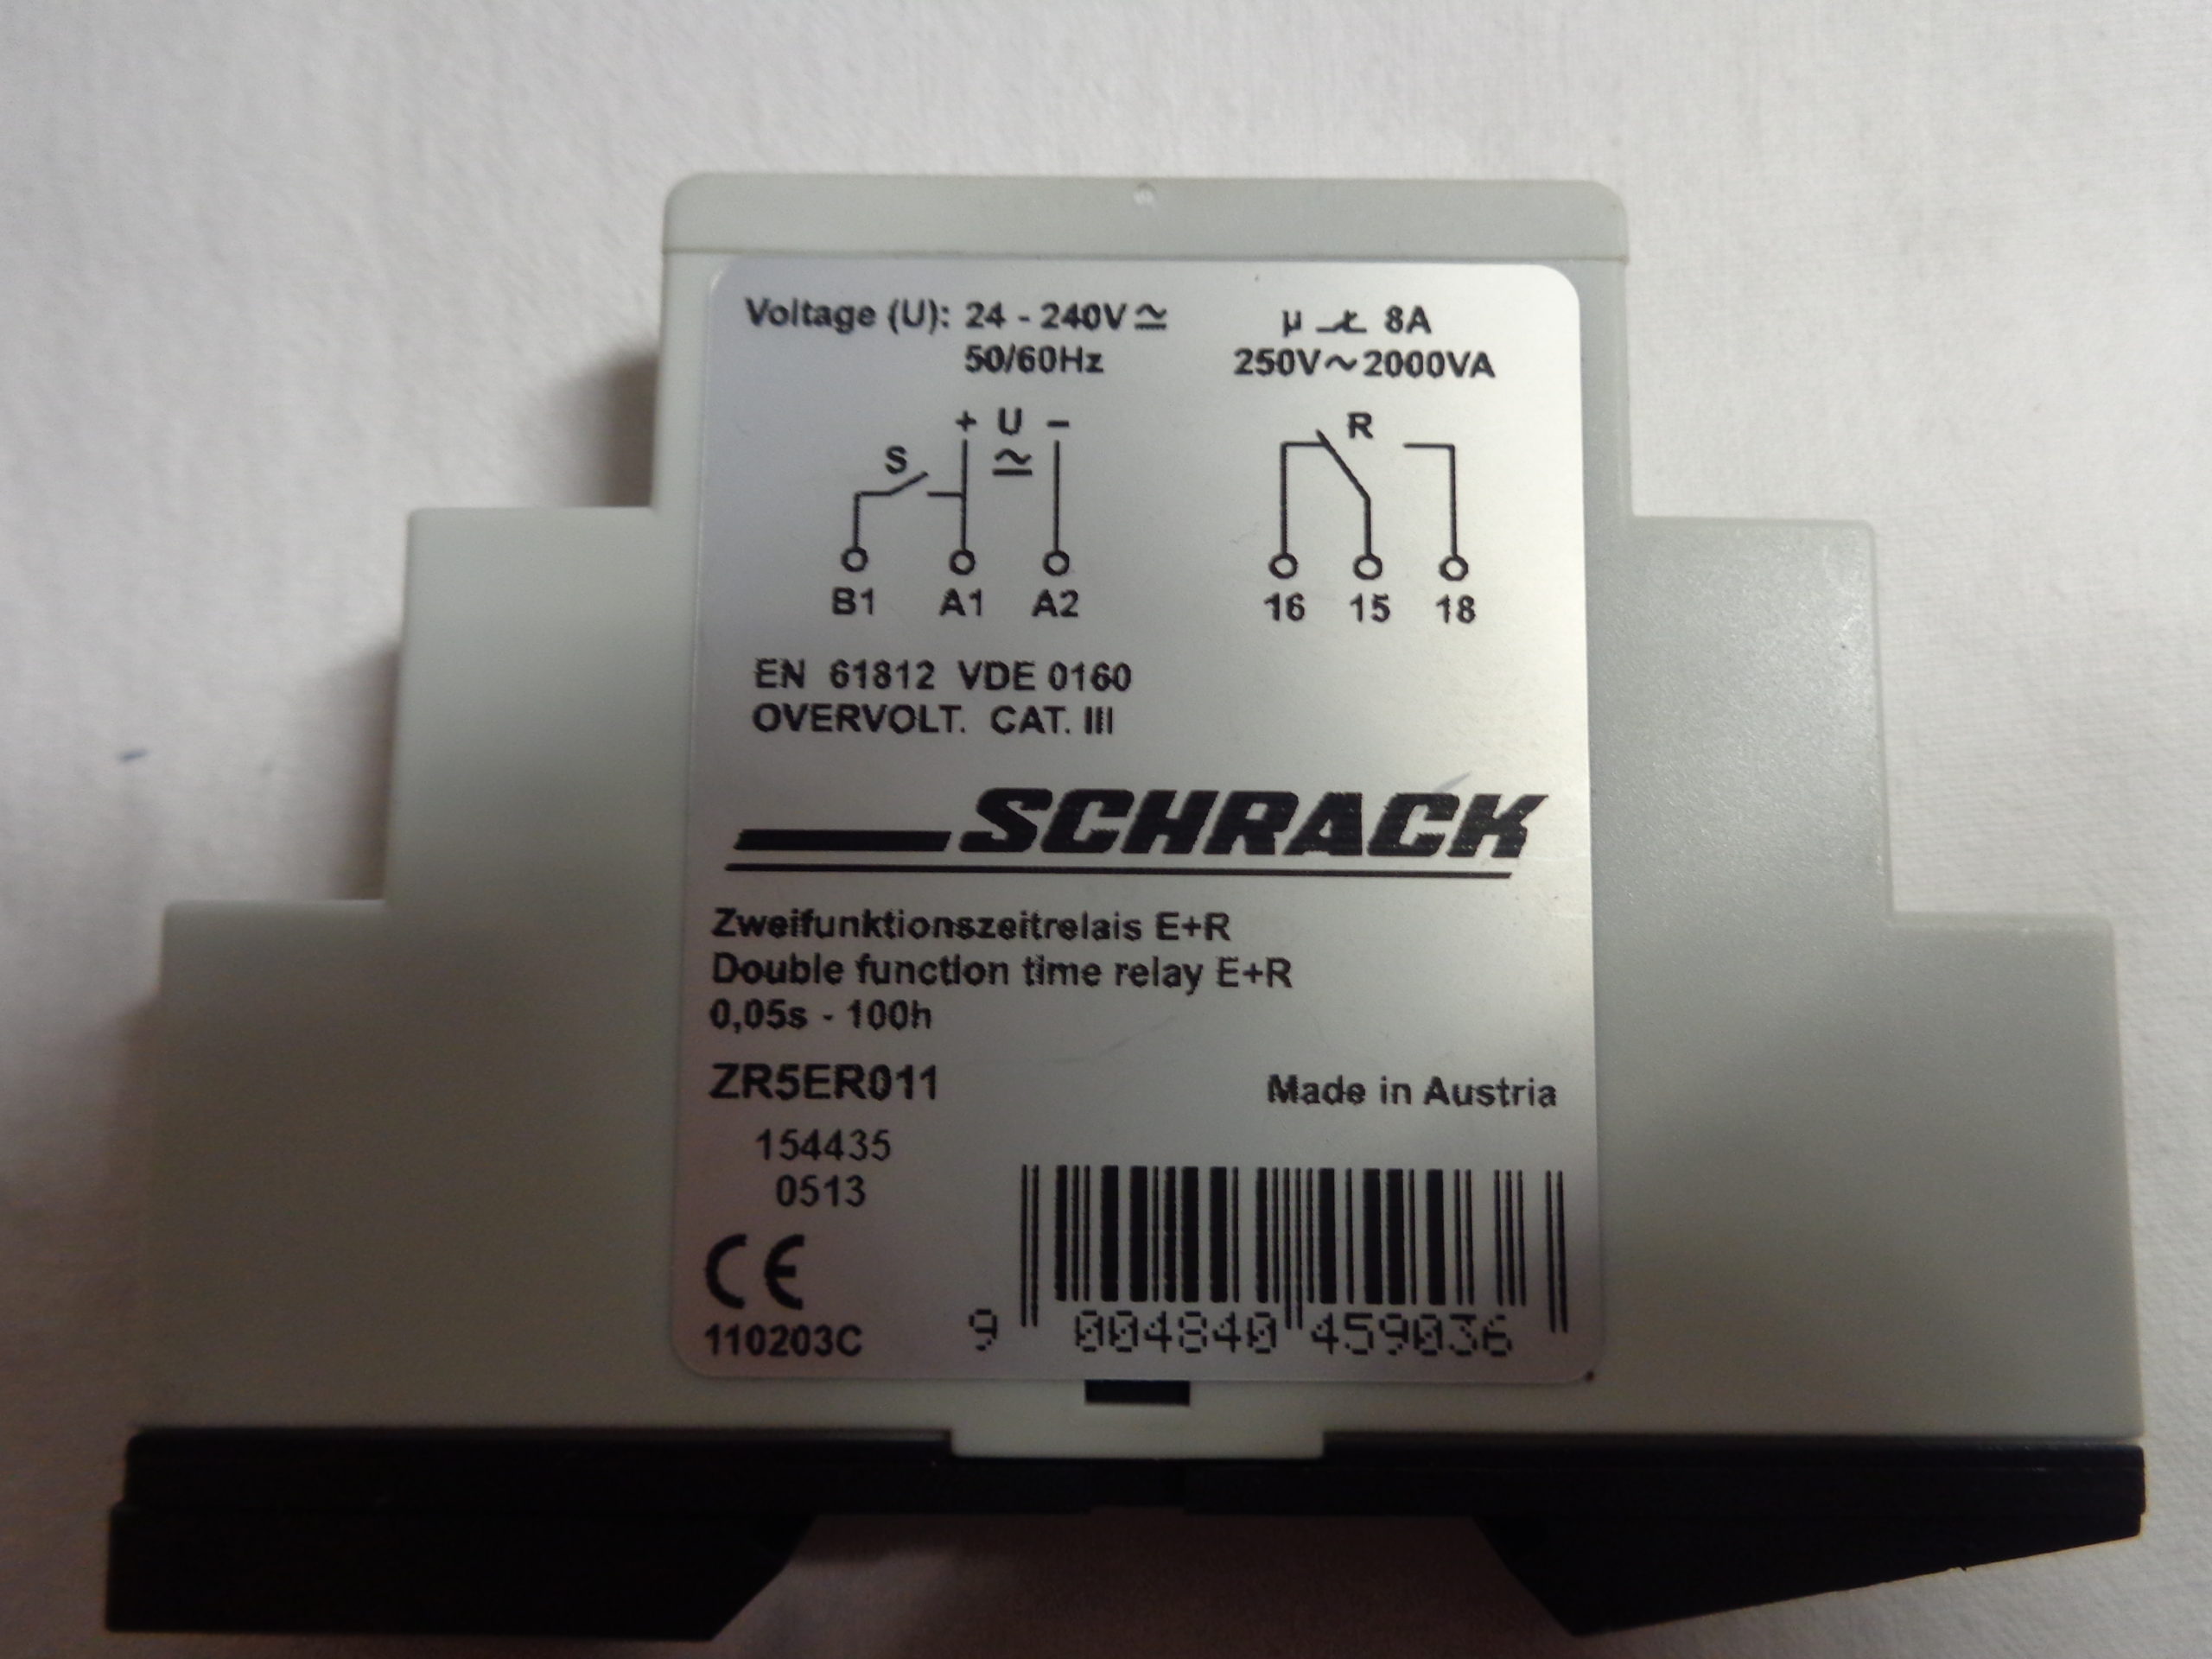 Voltage (U): 24 - 240V ≃
50/60Hz
µ 8A
250V~2000VA
+ U −
≃
S
B1 A1 A2
R
16 15 18
EN 61812 VDE 0160
OVERVOLT. CAT. III
SCHRACK
Zweifunktionszeitrelais E+R
Double function time relay E+R
0,05s - 100h
ZR5ER011
Made in Austria
154435
0513
CE
110203C
9 004840 459036